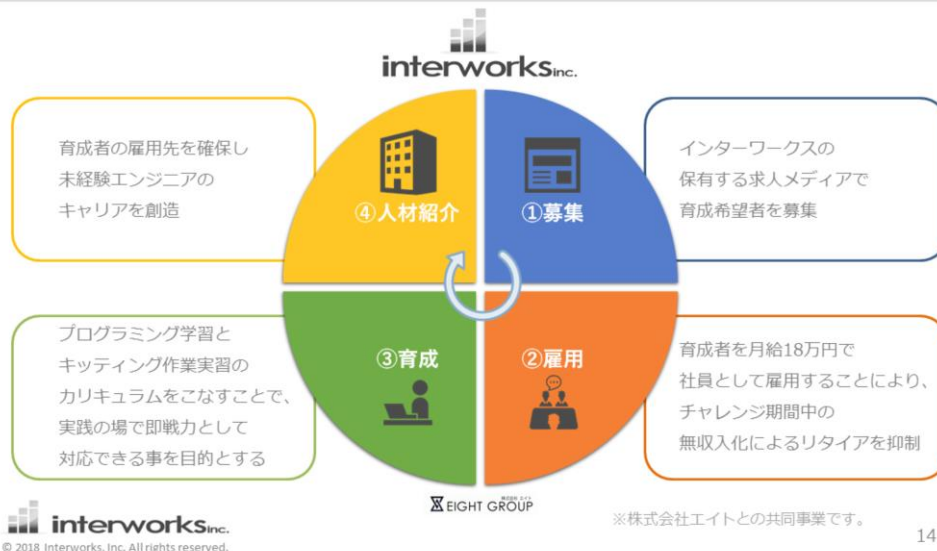 interworks inc.
育成者の雇用先を確保し
未経験エンジニアの
キャリアを創造
④人材紹介
①募集
インターワークスの
保有する求人メディアで
育成希望者を募集
プログラミング学習と
キッティング作業実習の
カリキュラムをこなすことで、
実践の場で即戦力として
対応できる事を目的とする
③育成
②雇用
育成者を月給18万円で
社員として雇用することにより、
チャレンジ期間中の
無収入化によるリタイアを抑制
株式会社 エイト
EIGHT GROUP
※株式会社エイトとの共同事業です。
interworks inc.
© 2018 Interworks, Inc. All rights reserved.
14